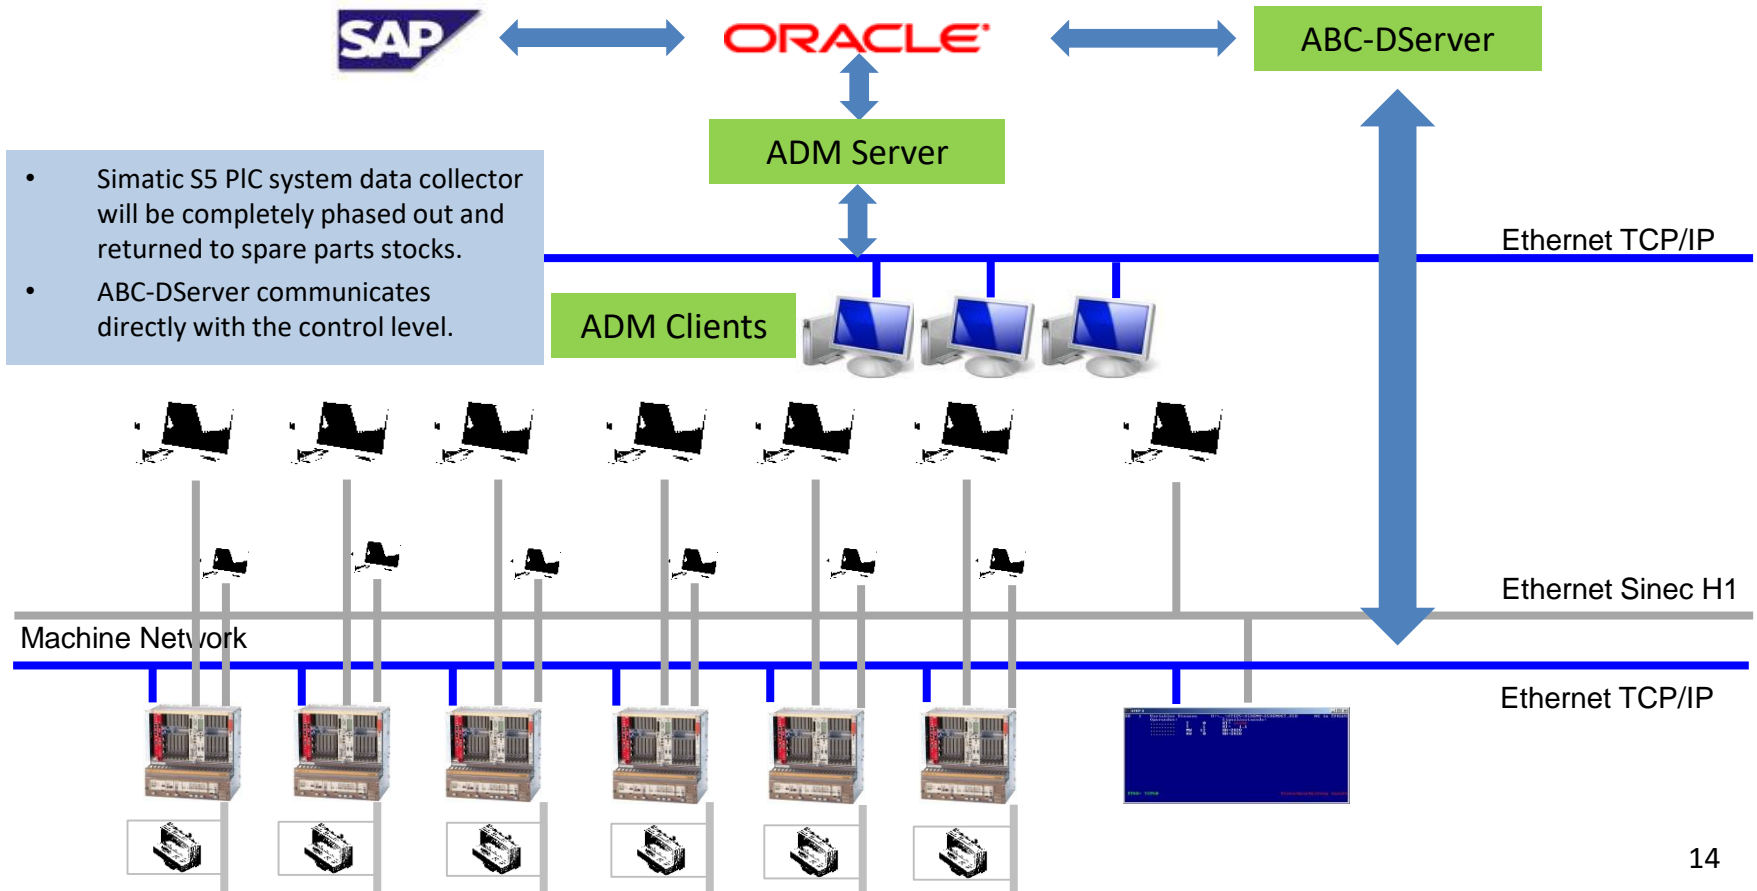 SAP
ORACLE
ABC-DServer
ADM Server
• Simatic S5 PlC system data collector
will be completely phased out and
returned to spare parts stocks.
• ABC-DServer communicates
directly with the control level.
Ethernet TCP/IP
ADM Clients
Ethernet Sinec H1
Machine Network
Ethernet TCP/IP
14